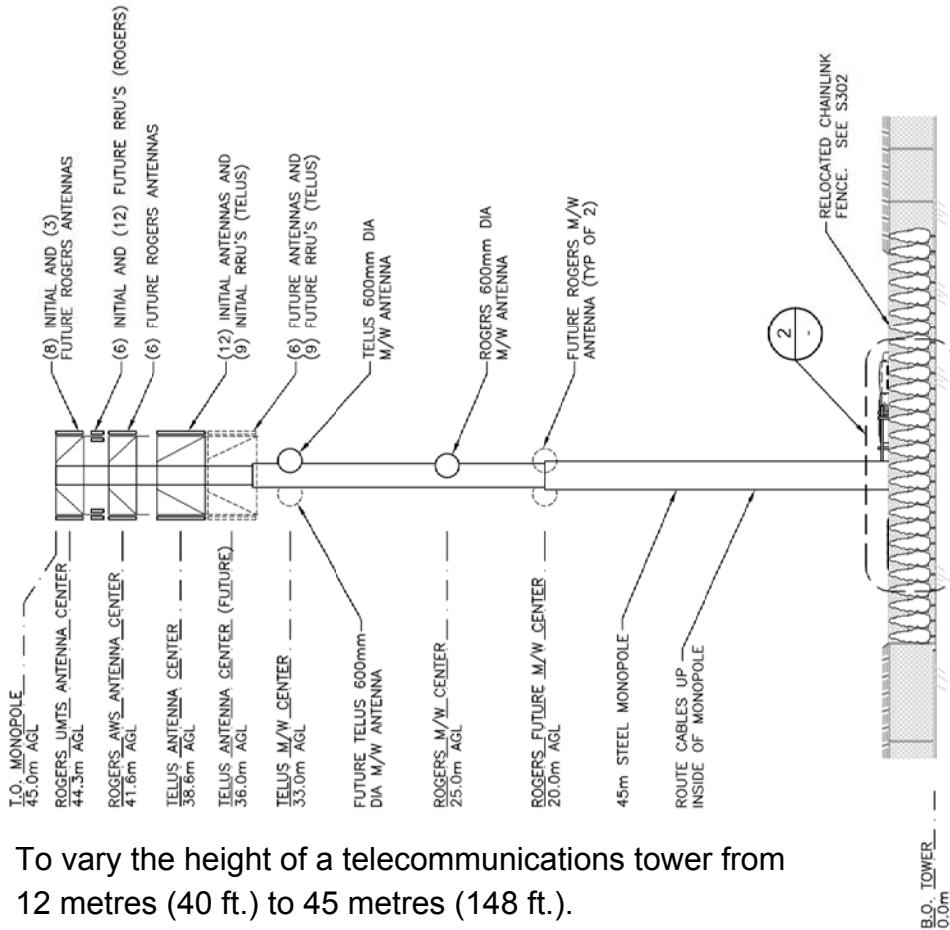 T.O. MONOPOLE
45.0m AGL
ROGERS UMTS ANTENNA CENTER
44.3m AGL
ROGERS AWS ANTENNA CENTER
41.6m AGL
TELUS ANTENNA CENTER
38.6m AGL
TELUS ANTENNA CENTER (FUTURE)
36.0m AGL
TELUS M/W CENTER
33.0m AGL
FUTURE TELUS 600mm
DIA M/W ANTENNA
ROGERS M/W CENTER
25.0m AGL
ROGERS FUTURE M/W CENTER
20.0m AGL
45m STEEL MONOPOLE
ROUTE CABLES UP
INSIDE OF MONOPOLE
B.O. TOWER
0.0m
(8) INITIAL AND (3)
FUTURE ROGERS ANTENNAS
(6) INITIAL AND (12) FUTURE RRU'S (ROGERS)
(6) FUTURE ROGERS ANTENNAS
(12) INITIAL ANTENNAS AND
(9) INITIAL RRU'S (TELUS)
(6) FUTURE ANTENNAS AND
(9) FUTURE RRU'S (TELUS)
TELUS 600mm DIA
M/W ANTENNA
ROGERS 600mm DIA
M/W ANTENNA
FUTURE ROGERS M/W
ANTENNA (TYP OF 2)
2
-
RELOCATED CHAINLINK
FENCE. SEE S302
To vary the height of a telecommunications tower from
12 metres (40 ft.) to 45 metres (148 ft.).